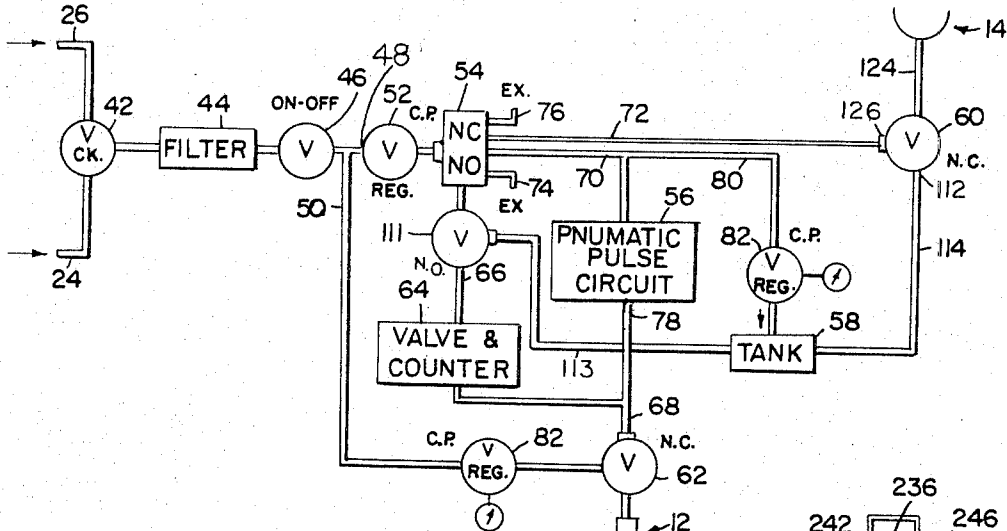 26
42
V
CK.
24
44
FILTER
ON-OFF
46
V
48
52
C.P.
V
REG.
50
54
NC
NO
EX.
76
74
EX
72
70
80
111
V
N.O.
66
64
VALVE &
COUNTER
113
56
PNUMATIC
PULSE
CIRCUIT
78
C.P.
82
V
REG.
58
TANK
14
124
126
60
V
N.C.
112
114
C.P.
82
V
REG.
68
N.C.
V
62
12
236
242
246